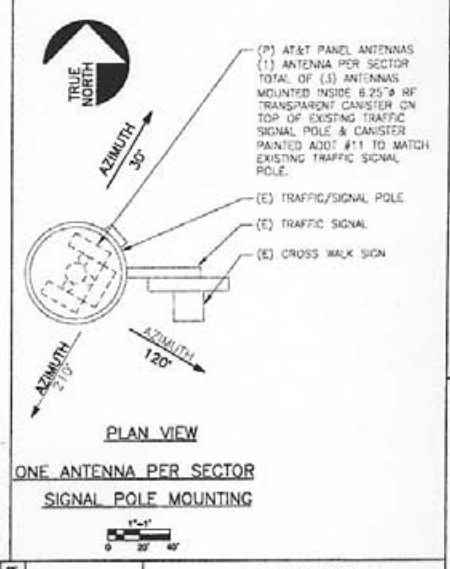 TRUE
NORTH
AZIMUTH
30°
(P) AT&T PANEL ANTENNAS
(1) ANTENNA PER SECTOR
TOTAL OF (3) ANTENNAS
MOUNTED INSIDE 6.25"ø RF
TRANSPARENT CANISTER ON
TOP OF EXISTING TRAFFIC
SIGNAL POLE & CANISTER
PAINTED ADOT #11 TO MATCH
EXISTING TRAFFIC SIGNAL
POLE.
(E) TRAFFIC/SIGNAL POLE
(E) TRAFFIC SIGNAL
(E) CROSS WALK SIGN
AZIMUTH
120°
AZIMUTH
210°
PLAN VIEW
ONE ANTENNA PER SECTOR
SIGNAL POLE MOUNTING
1"-1'
0 20' 40'